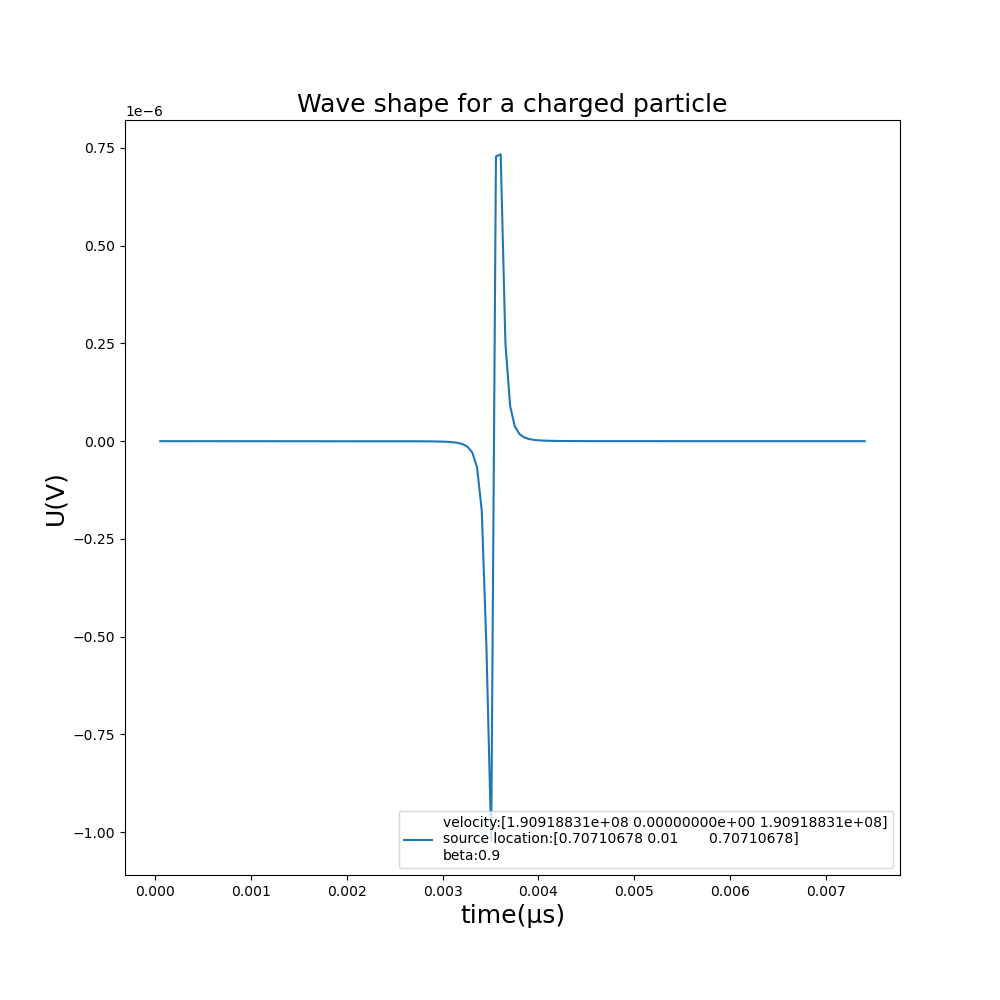 Wave shape for a charged particle
1e−6
0.75
0.50
0.25
0.00
−0.25
−0.50
−0.75
−1.00
U(V)
velocity:[1.90918831e+08 0.00000000e+00 1.90918831e+08]
source location:[0.70710678 0.01       0.70710678]
beta:0.9
0.000 0.001 0.002 0.003 0.004 0.005 0.006 0.007
time(μs)